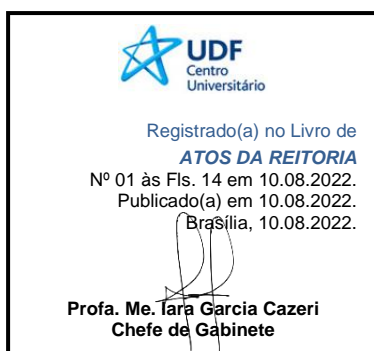 UDF
Centro
Universitário
Registrado(a) no Livro de
ATOS DA REITORIA
Nº 01 às Fls. 14 em 10.08.2022.
Publicado(a) em 10.08.2022.
Brasília, 10.08.2022.
Profa. Me. Iara Garcia Cazeri
Chefe de Gabinete